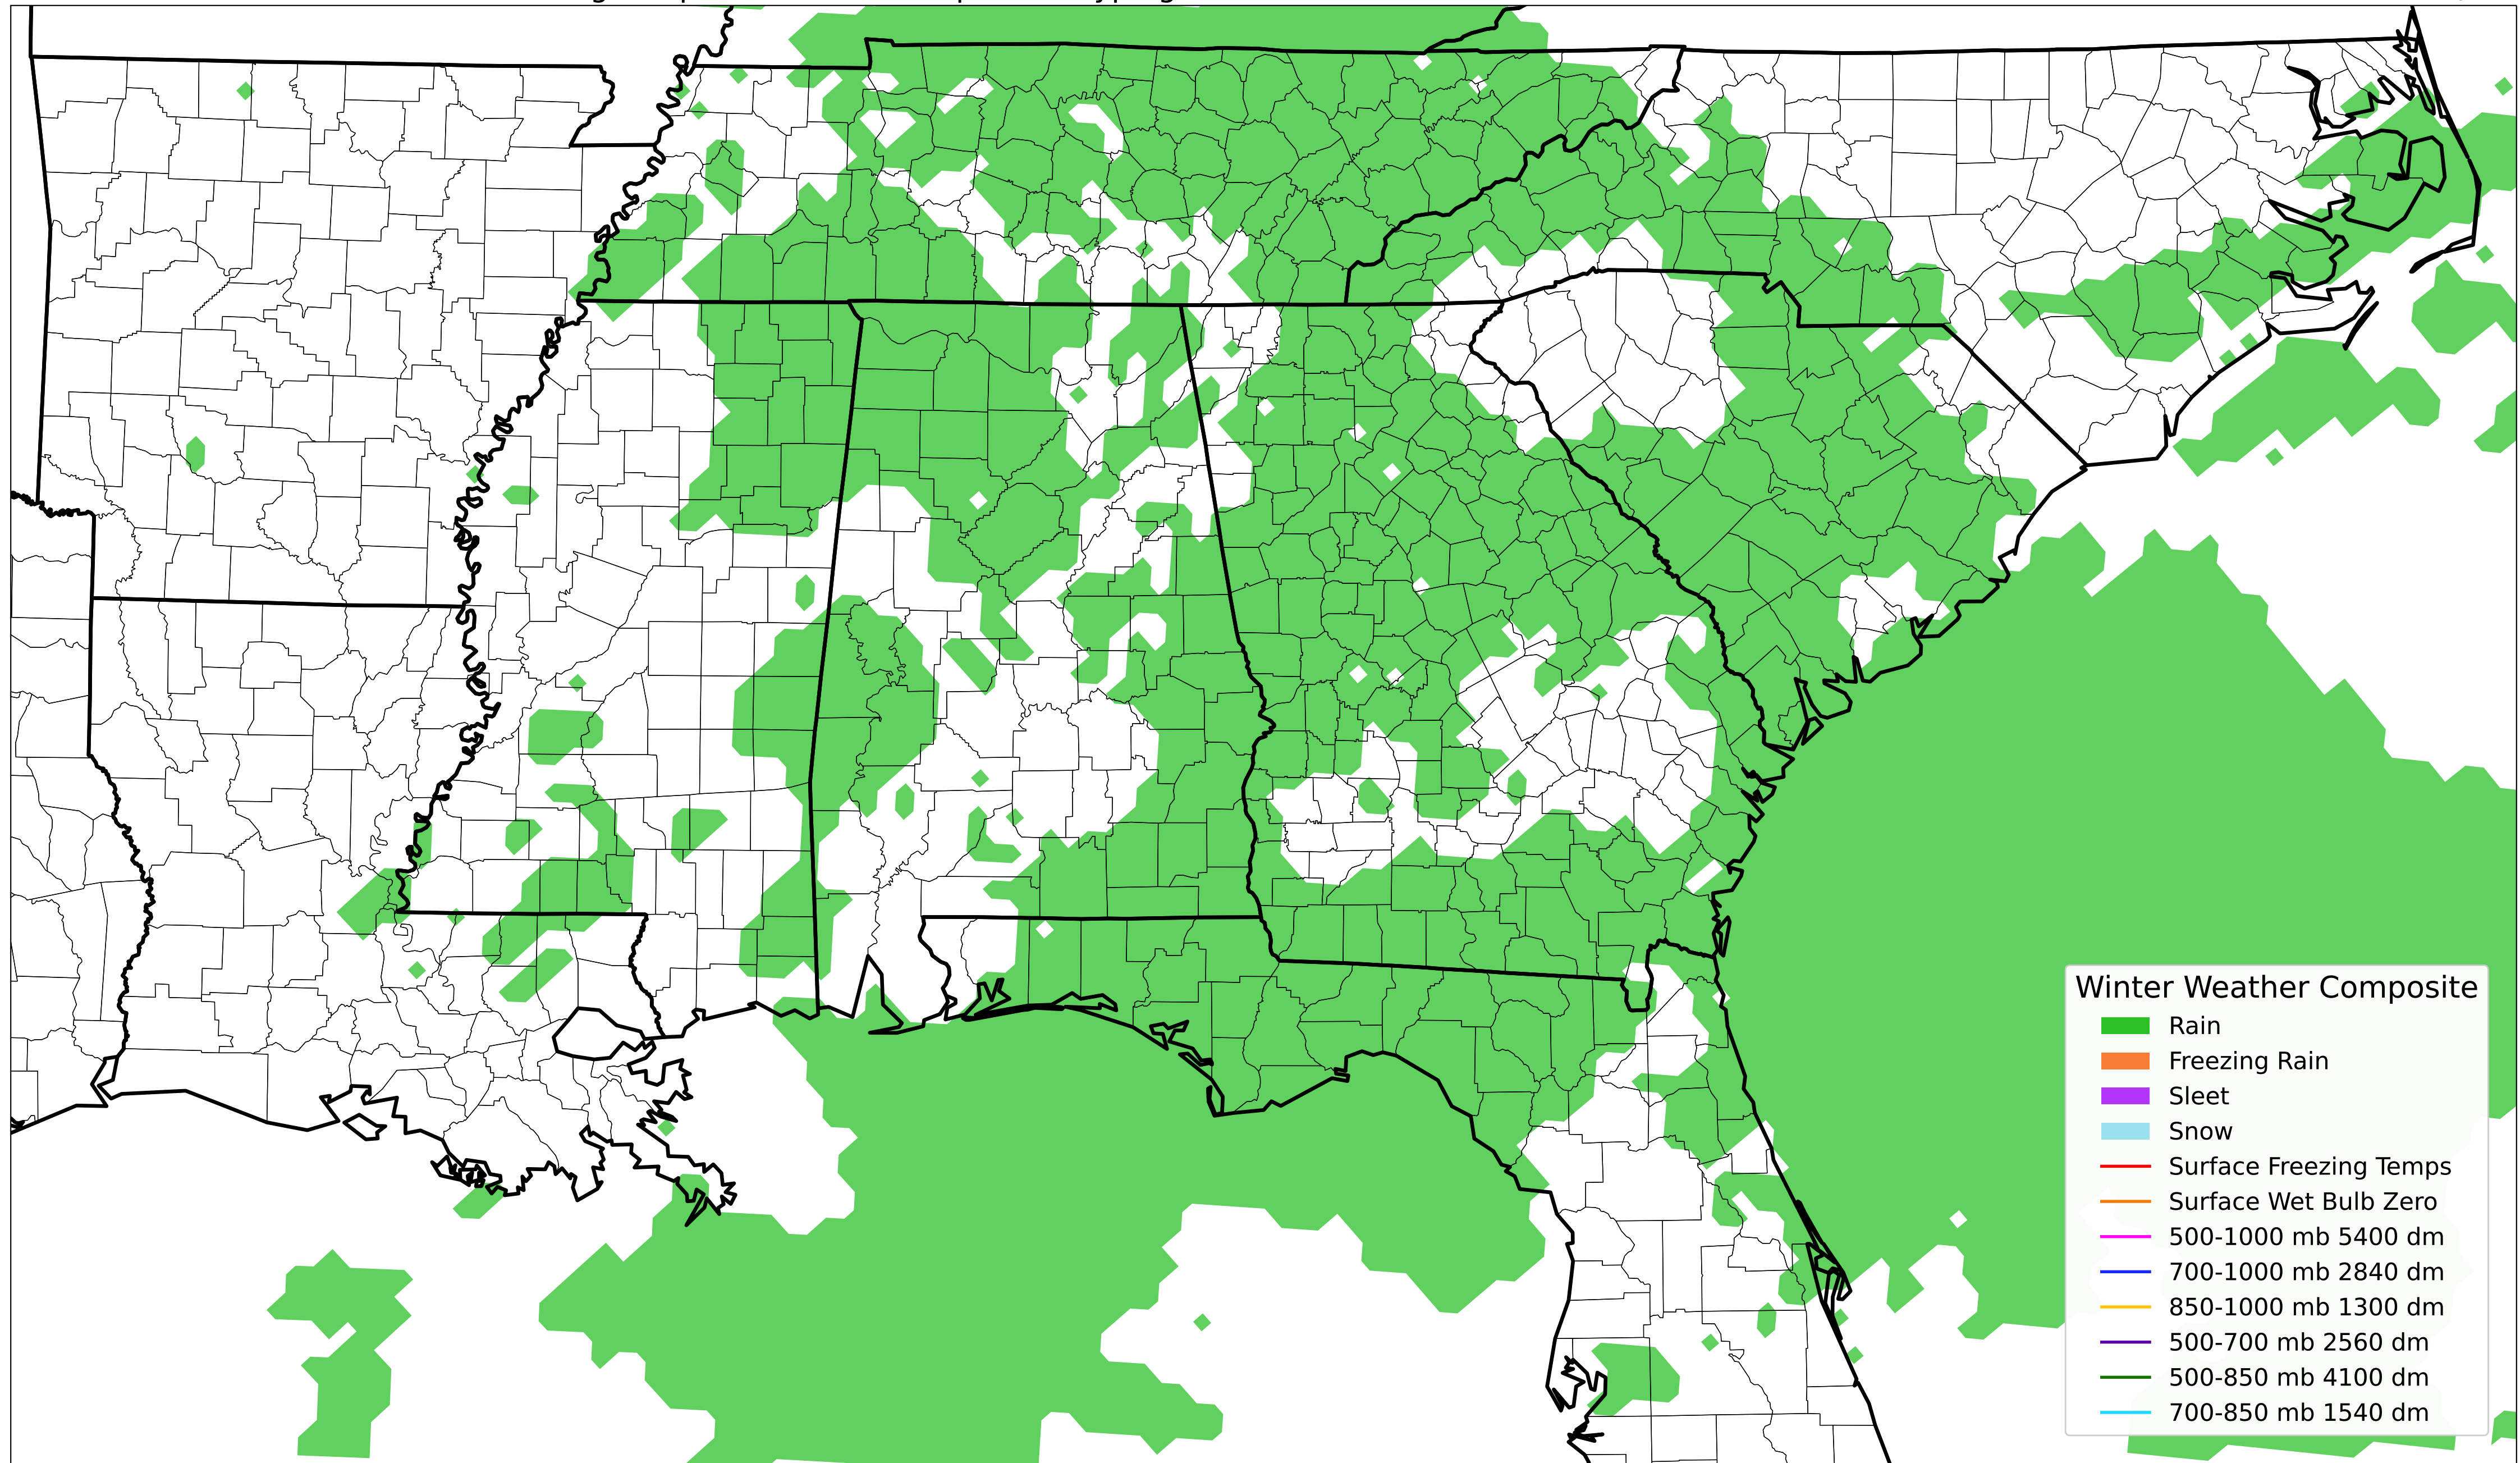 Winter Weather Composite
Rain
Freezing Rain
Sleet
Snow
Surface Freezing Temps
Surface Wet Bulb Zero
500-1000 mb 5400 dm
700-1000 mb 2840 dm
850-1000 mb 1300 dm
500-700 mb 2560 dm
500-850 mb 4100 dm
700-850 mb 1540 dm